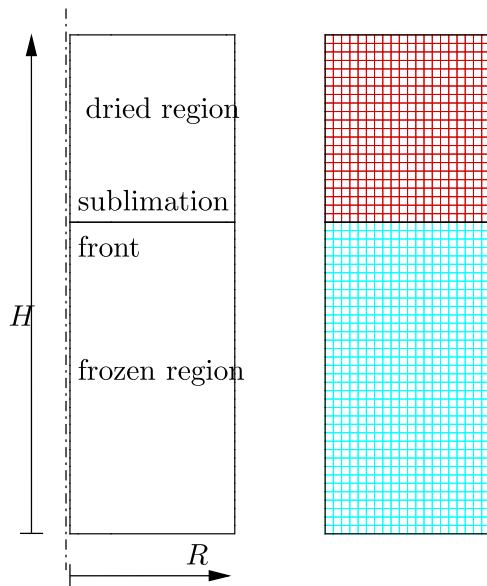 dried region
sublimation
front
H
frozen region
R